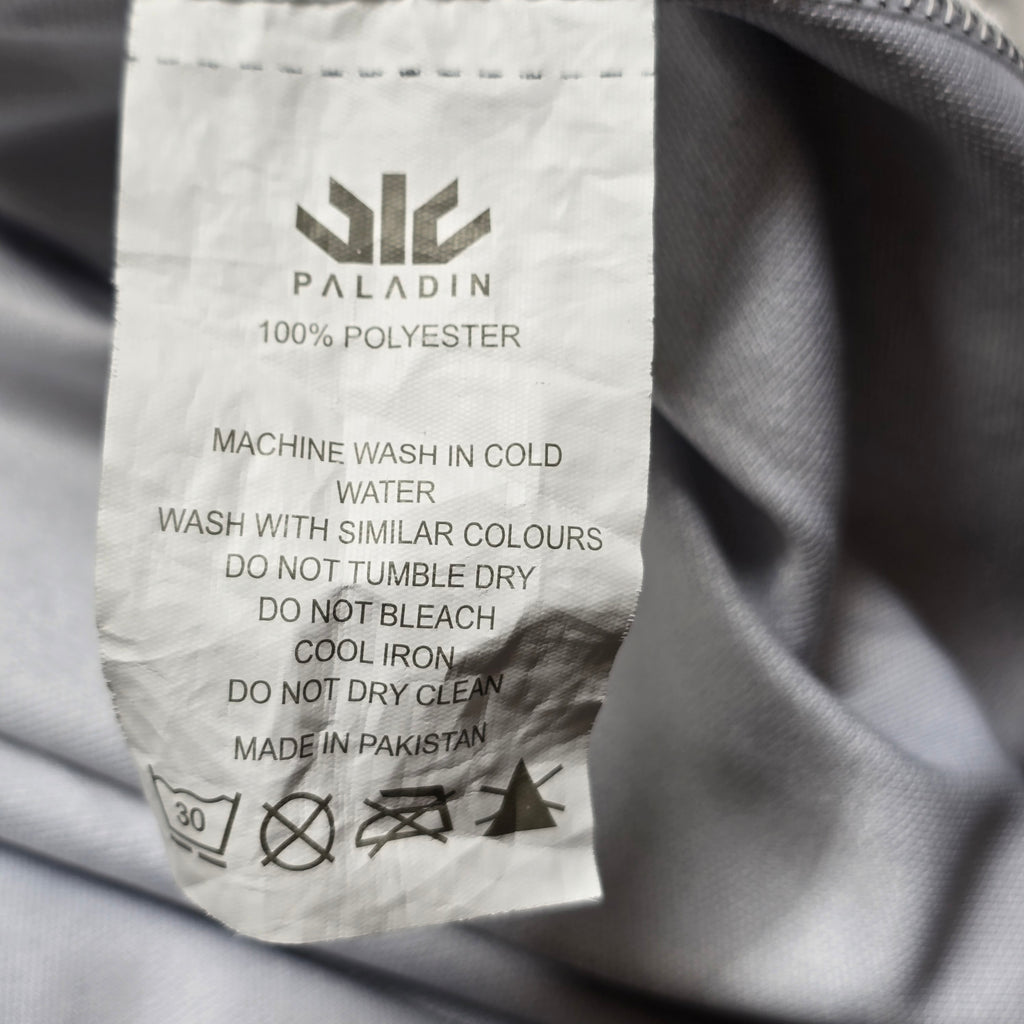 PALADIN
100% POLYESTER
MACHINE WASH IN COLD
WATER
WASH WITH SIMILAR COLOURS
DO NOT TUMBLE DRY
DO NOT BLEACH
COOL IRON
DO NOT DRY CLEAN
MADE IN PAKISTAN
30